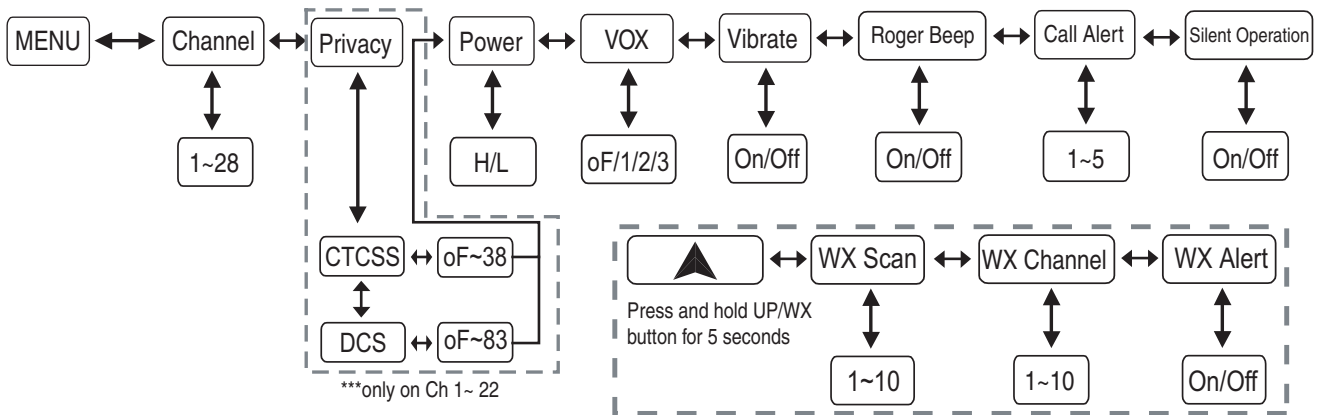 MENU
Channel
Privacy
Power
VOX
Vibrate
Roger Beep
Call Alert
Silent Operation
1~28
H/L
oF/1/2/3
On/Off
On/Off
1~5
On/Off
CTCSS
oF~38
DCS
oF~83
***only on Ch 1~ 22
WX Scan
WX Channel
WX Alert
Press and hold UP/WX
button for 5 seconds
1~10
1~10
On/Off